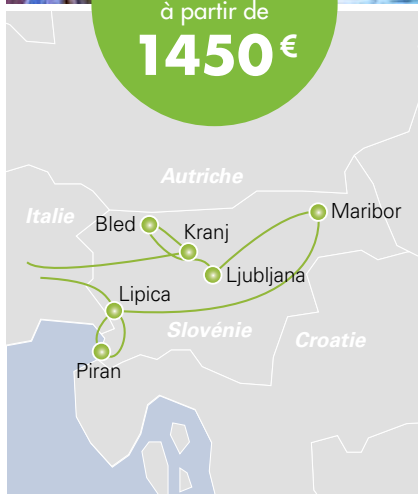 à partir de
1450 €
Autriche
Italie
Bled
Kranj
Maribor
Ljubljana
Lipica
Slovénie
Croatie
Piran